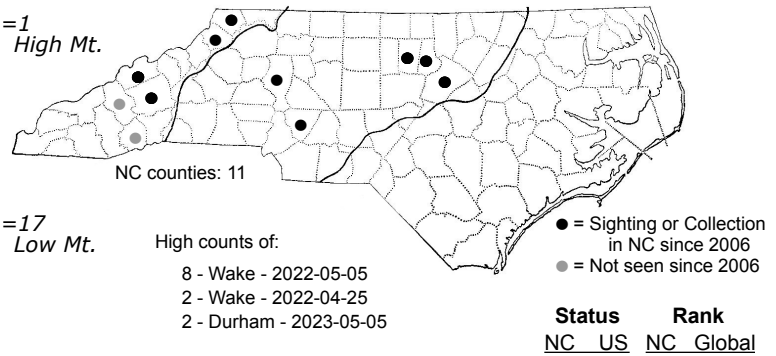 =1
High Mt.
NC counties: 11
=17
Low Mt.
High counts of:
8 - Wake - 2022-05-05
2 - Wake - 2022-04-25
2 - Durham - 2023-05-05
= Sighting or Collection
in NC since 2006
= Not seen since 2006
Status Rank
NC US NC Global